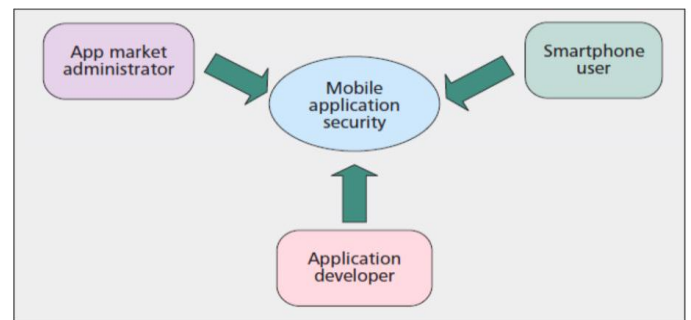 App market
administrator
Smartphone
user
Mobile
application
security
Application
developer